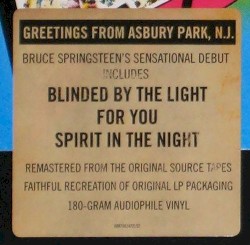 GREETINGS FROM ASBURY PARK, N.J.
BRUCE SPRINGSTEEN'S SENSATIONAL DEBUT
INCLUDES
BLINDED BY THE LIGHT
FOR YOU
SPIRIT IN THE NIGHT
REMASTERED FROM THE ORIGINAL SOURCE TAPES
FAITHFUL RECREATION OF ORIGINAL LP PACKAGING
180-GRAM AUDIOPHILE VINYL